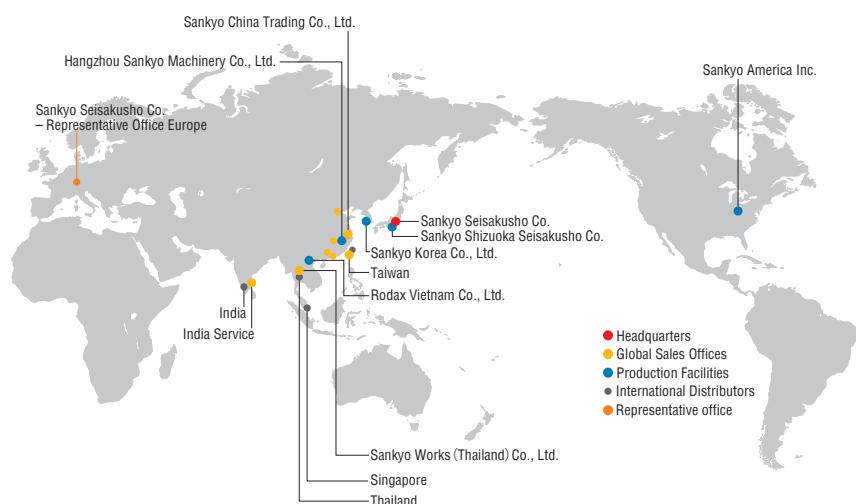 Sankyo China Trading Co., Ltd.
Hangzhou Sankyo Machinery Co., Ltd.
Sankyo America Inc.
Sankyo Seisakusho Co.
– Representative Office Europe
Sankyo Seisakusho Co.
Sankyo Shizuoka Seisakusho Co.
Sankyo Korea Co., Ltd.
Taiwan
Rodax Vietnam Co., Ltd.
India
India Service
Headquarters
Global Sales Offices
Production Facilities
International Distributors
Representative office
Sankyo Works (Thailand) Co., Ltd.
Singapore
Thailand